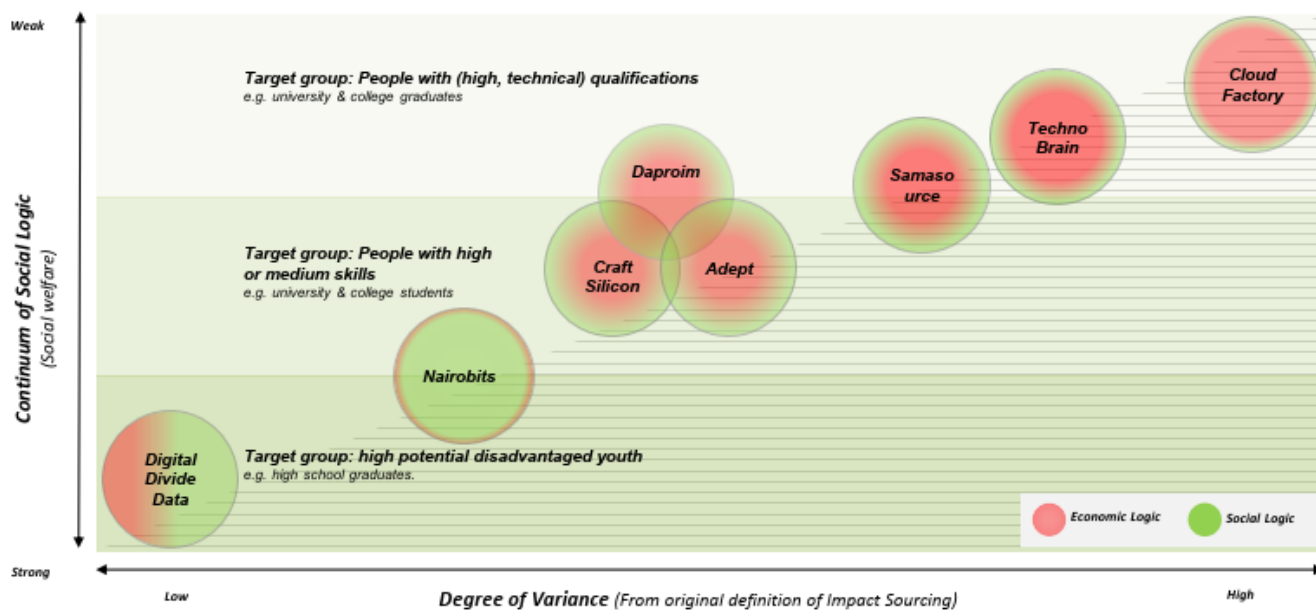 Weak
Target group: People with (high, technical) qualifications
e.g. university & college graduates
Cloud
Factory
Techno
Brain
Daproim
Samaso
urce
Continuum of Social Logic
(Social welfare)
Target group: People with high
or medium skills
e.g. university & college students
Craft
Silicon
Adept
Nairobits
Digital
Divide
Data
Target group: high potential disadvantaged youth
e.g. high school graduates.
Economic Logic
Social Logic
Strong
Low
Degree of Variance (From original definition of Impact Sourcing)
High